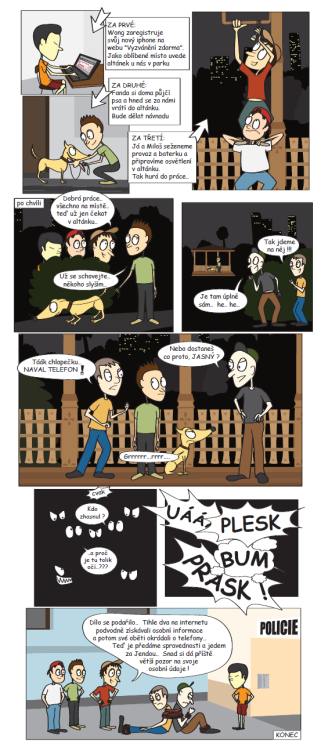 ZA PRVÉ:
Wong zaregistruje
svůj nový iphone na
webu "Vyzvánění zdarma".
Jako oblíbené místo uvede
altánek u nás v parku
ZA DRUHÉ:
Fanda si doma půjčí
psa a hned se za námi
vrátí do altánku.
Bude dělat návnadu
ZA TŘETÍ:
Já a Miloš seženeme
provaz a baterku a
připravíme osvětlení
v altánku.
Tak hurá do práce..
po chvíli
Dobrá práce..
všechno na místě..
teď už jen čekat
v altánku..
Už se schovejte..
někoho slyším..
Tak jdeme
na něj !!!
Je tam úplně
sám.. he.. he..
Tááák chlapečku..
NAVAL TELEFON !
Nebo dostaneš
co proto, JASNÝ ?
Grrrrrr...rrrr.....
cvak
Kdo
zhasnul ?
..a proč
je tu tolik
očí..???
UÁÁ, PLESK
BUM
PRÁSK !
Dílo se podařilo.. Tihle dva na internetu
podvodně získávali osobní informace
a potom své oběti okrádali o telefony..
Teď je předáme spravednosti a jedem
za Jendou.. Snad si dá příště
větší pozor na svoje
osobní údaje !
POLICIE
KONEC